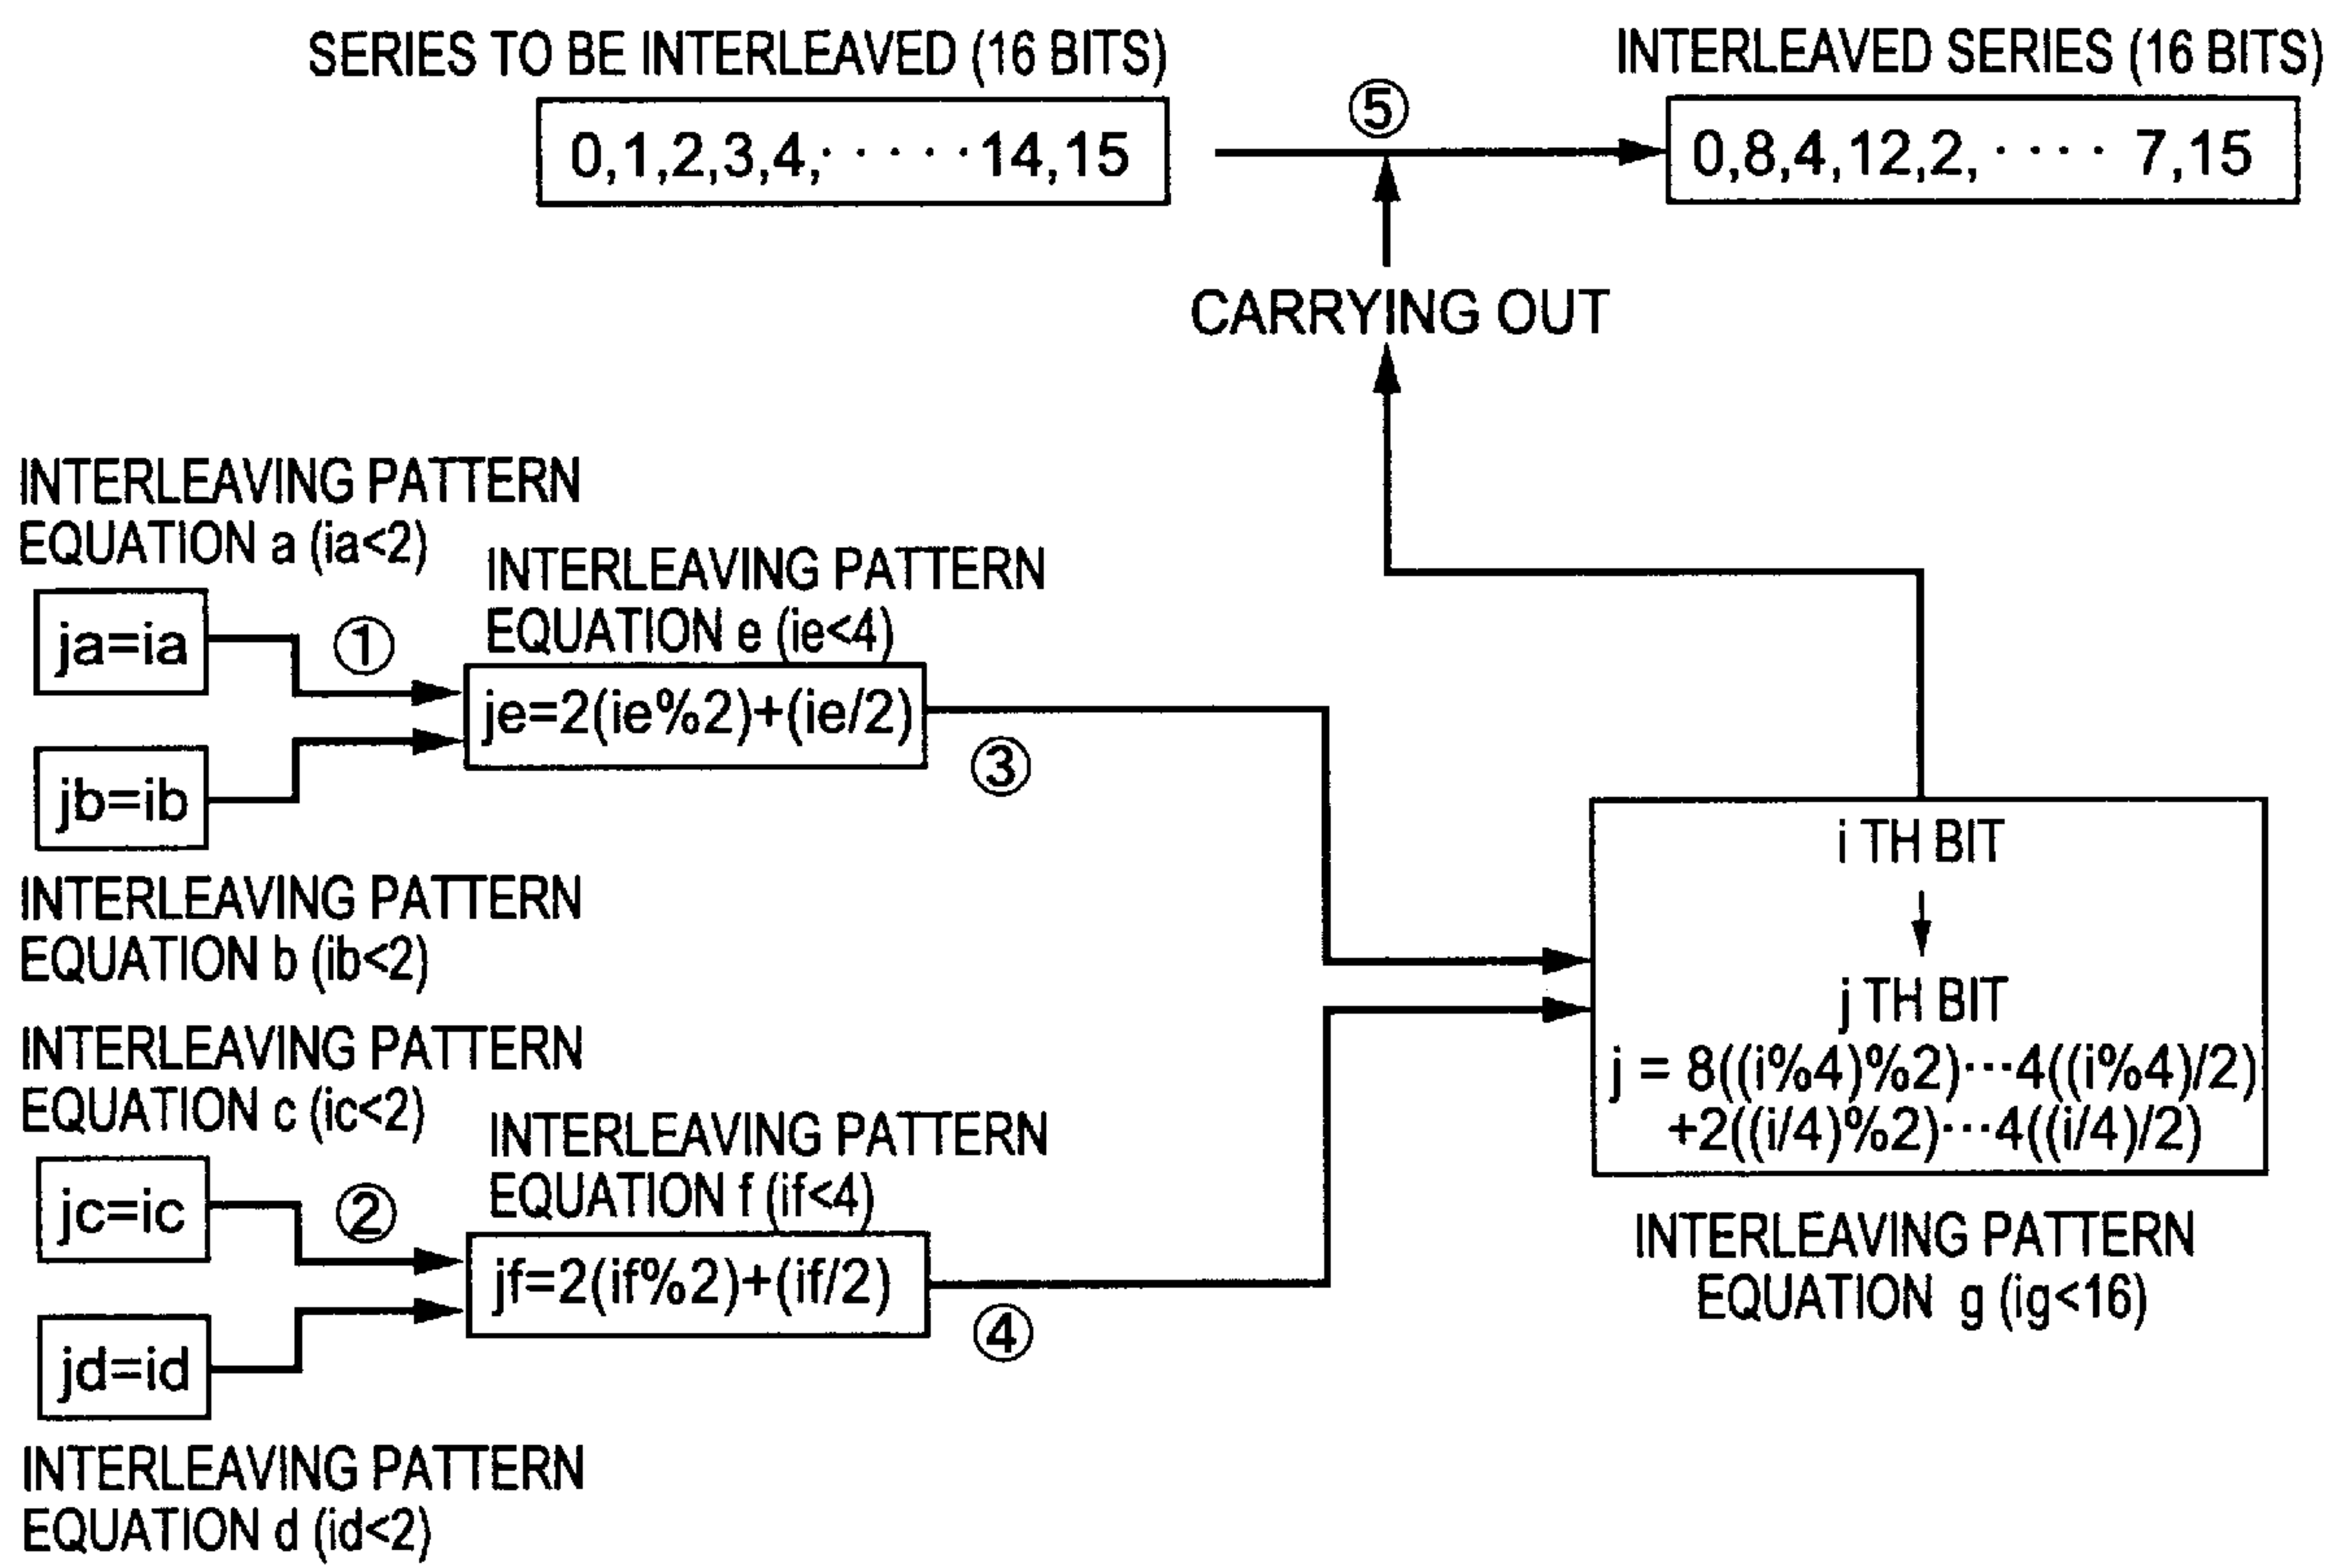 SERIES TO BE INTERLEAVED (16 BITS)
0,1,2,3,4,·····14,15
⑤
INTERLEAVED SERIES (16 BITS)
0,8,4,12,2,···· 7,15
CARRYING OUT
INTERLEAVING PATTERN
EQUATION a (ia<2)
ja=ia
①
jb=ib
INTERLEAVING PATTERN
EQUATION b (ib<2)
INTERLEAVING PATTERN
EQUATION e (ie<4)
je=2(ie%2)+(ie/2)
③
INTERLEAVING PATTERN
EQUATION c (ic<2)
jc=ic
②
jd=id
INTERLEAVING PATTERN
EQUATION d (id<2)
INTERLEAVING PATTERN
EQUATION f (if<4)
jf=2(if%2)+(if/2)
④
i TH BIT
j TH BIT
j = 8((i%4)%2)···4((i%4)/2)
+2((i/4)%2)···4((i/4)/2)
INTERLEAVING PATTERN
EQUATION g (ig<16)